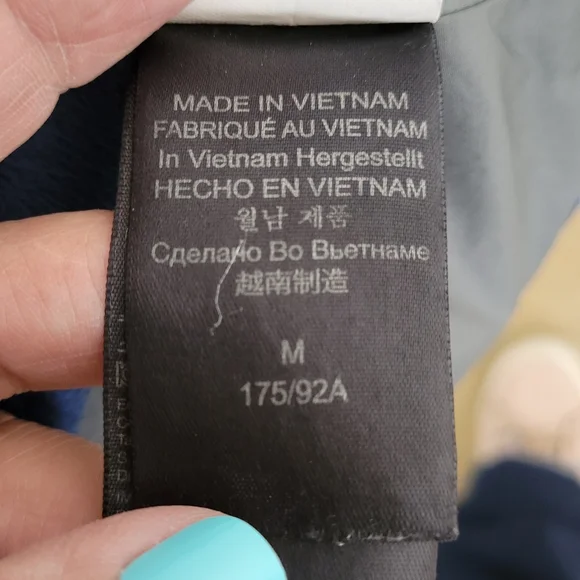 MADE IN VIETNAM
FABRIQUÉ AU VIETNAM
In Vietnam Hergestellt
HECHO EN VIETNAM
월남 제품
Сделано Во Вьетнаме
越南制造
M
175/92A